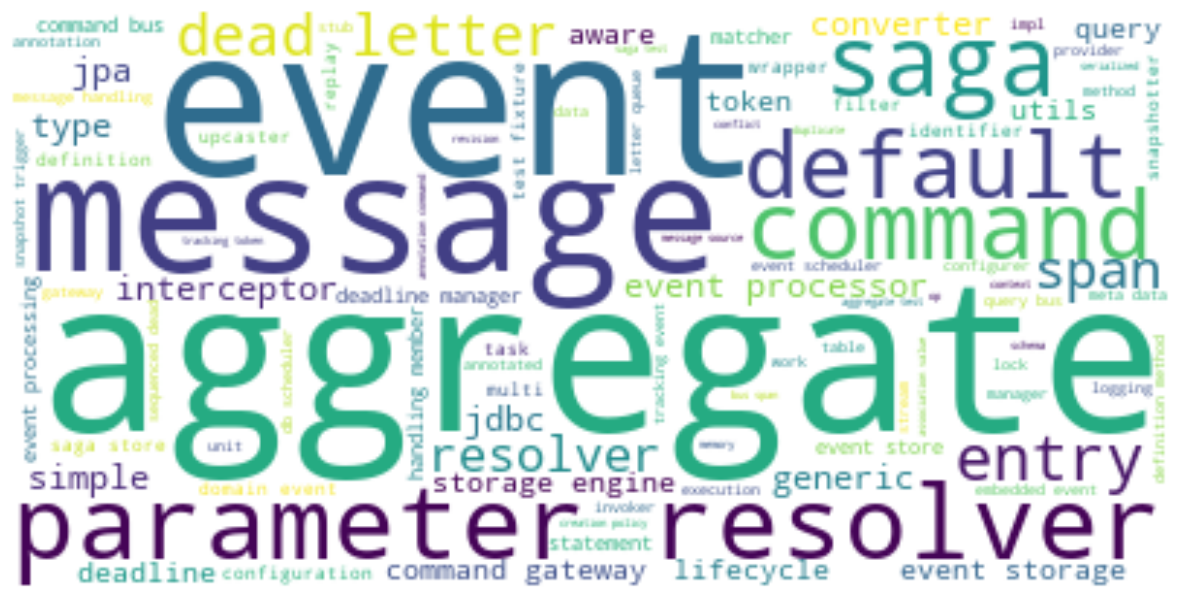 command bus
dead letter
stub
aware
saga test
matcher
converter
impl
query
annotation
event
saga
provider
jpa
replay
wrapper
serialized
message handling
token
filter
method
utils
snapshotter
type
upcaster
revision
test fixture
data
letter queue
conflict
duplicate
identifier
definition
default
snapshot trigger
message
annotation command
command
tracking token
message source
event scheduler
configurer
span
gateway
interceptor
deadline manager
event processor
context
meta data
aggregate test
op
query bus
event processing
aggregate
sequenced dead
db scheduler
handling member
task
annotated
tracking event
table
work
stream
association value
schema
lock
manager
logging
definition method
multi
bus span
jdbc
saga store
unit
resolver
memory
event store
entry
simple
domain event
storage engine
execution
generic
embedded event
parameter resolver
invoker
creation policy
statement
deadline
configuration
command gateway
lifecycle
event storage